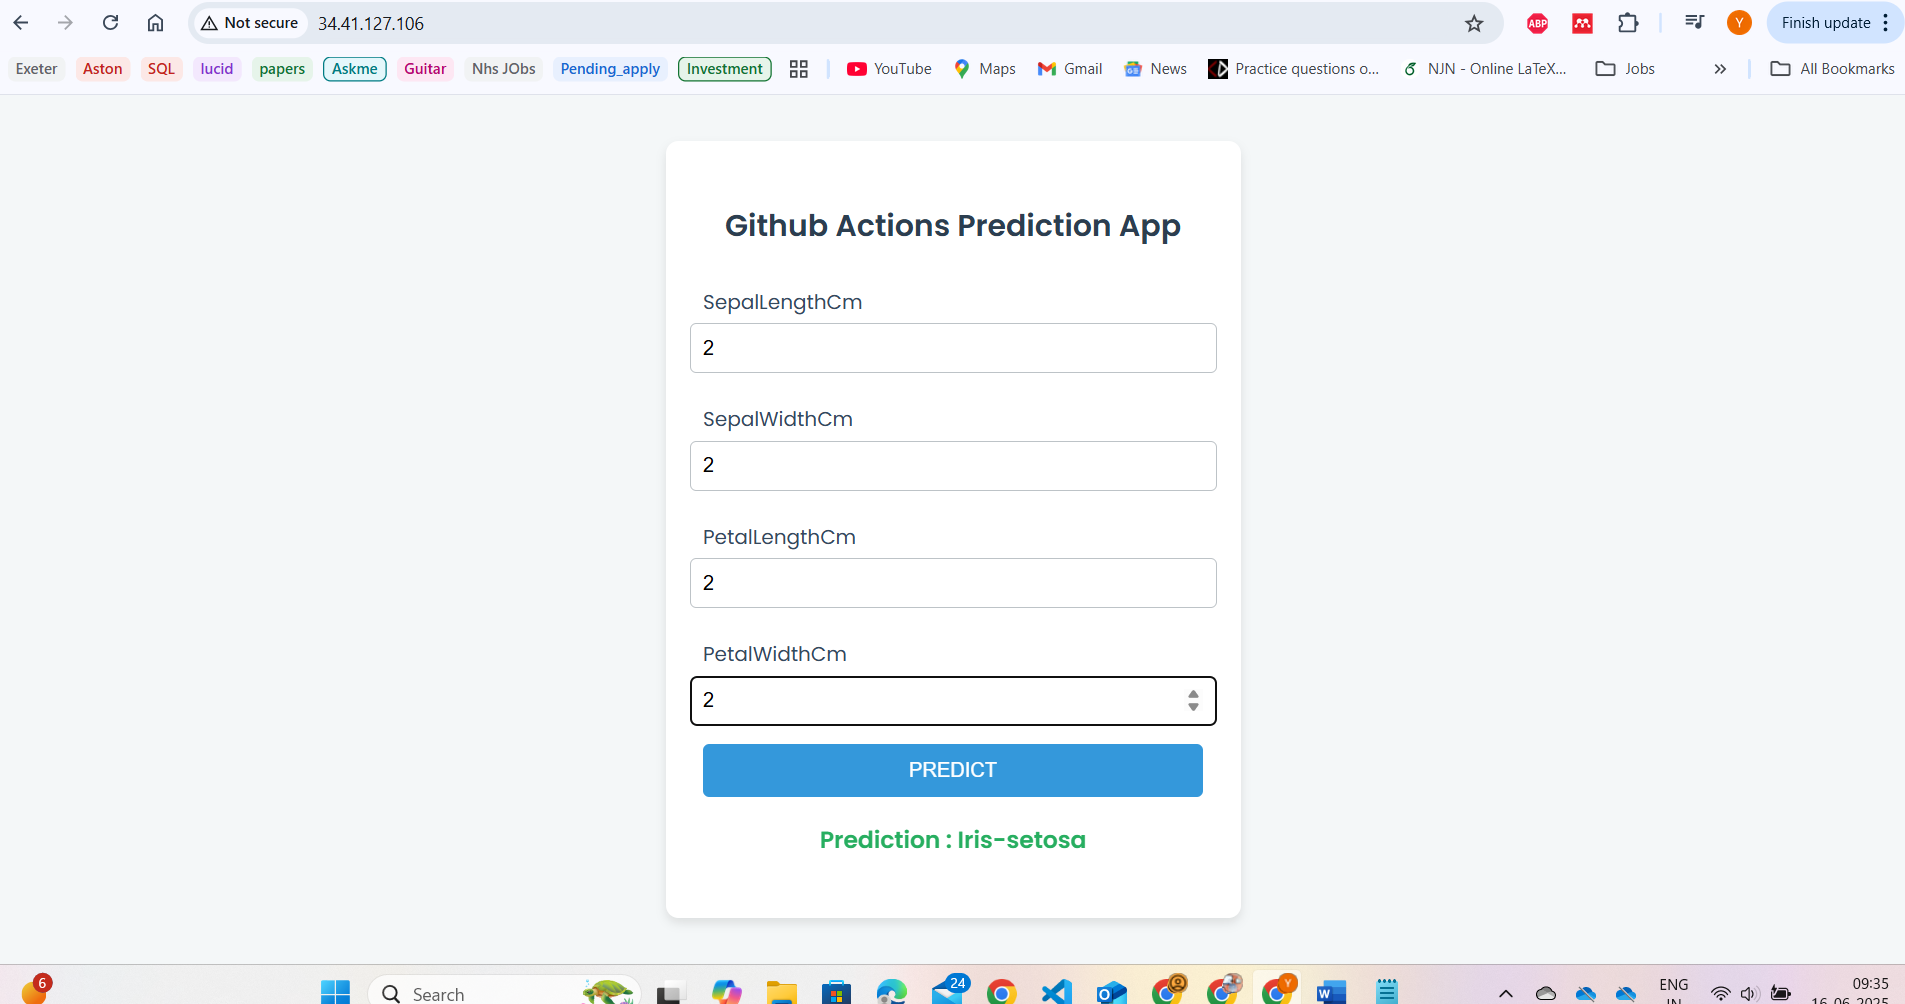 Not secure 34.41.127.106 ABP Y Finish update
Exeter Aston SQL lucid papers Askme Guitar Nhs JObs Pending_apply Investment YouTube Maps Gmail News Practice questions o... NJN - Online LaTeX... Jobs » All Bookmarks
Github Actions Prediction App
SepalLengthCm
2
SepalWidthCm
2
PetalLengthCm
2
PetalWidthCm
2
PREDICT
Prediction : Iris-setosa
6 Search 24 Y W ENG 09:35
IN 16-06-2025